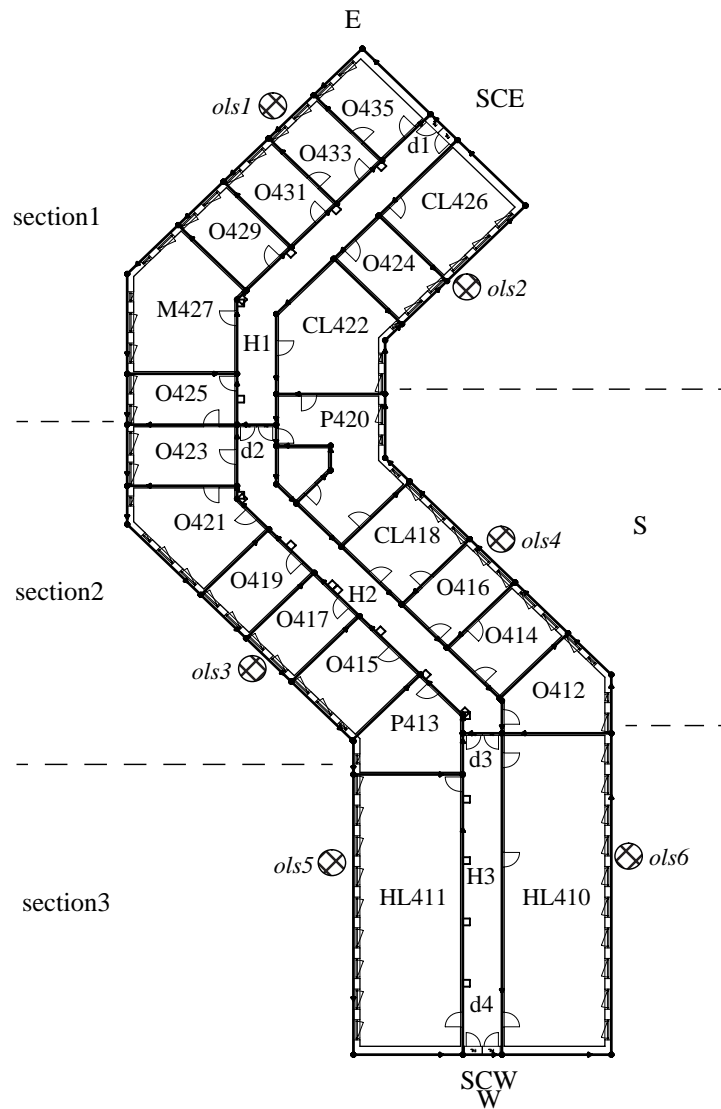 E
SCE
ols1
O435
d1
O433
O431
CL426
section1
O429
O424
ols2
M427
CL422
H1
O425
P420
O423
d2
O421
CL418
ols4
S
O419
O416
section2
H2
O417
O414
ols3
O415
O412
P413
d3
ols5
ols6
H3
HL411
HL410
section3
d4
SCW
W